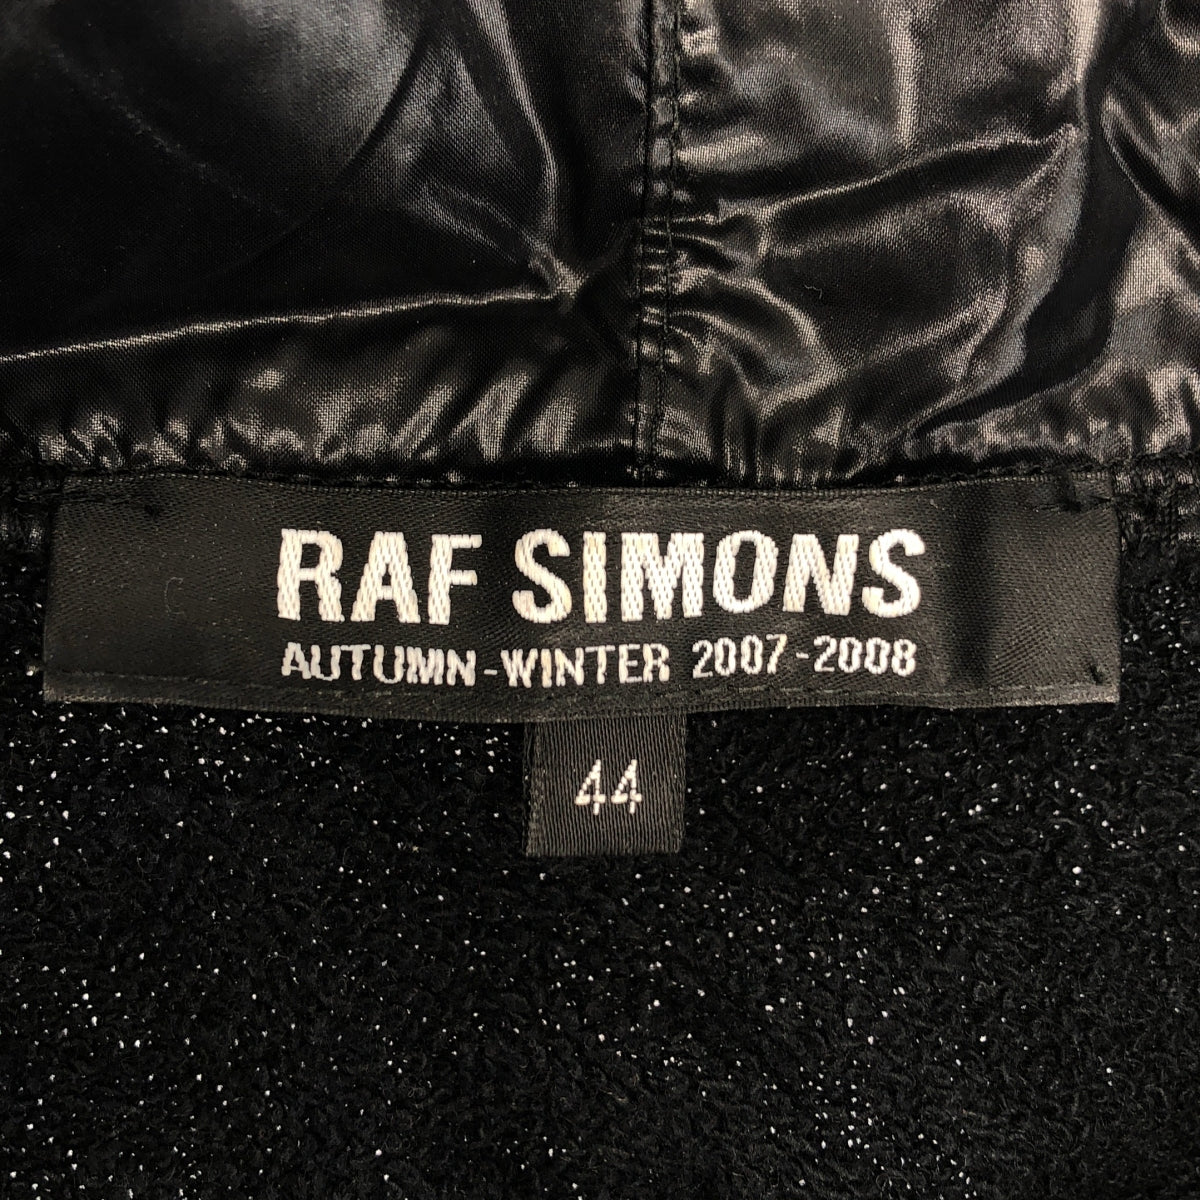 RAF SIMONS
AUTUMN-WINTER 2007-2008
44